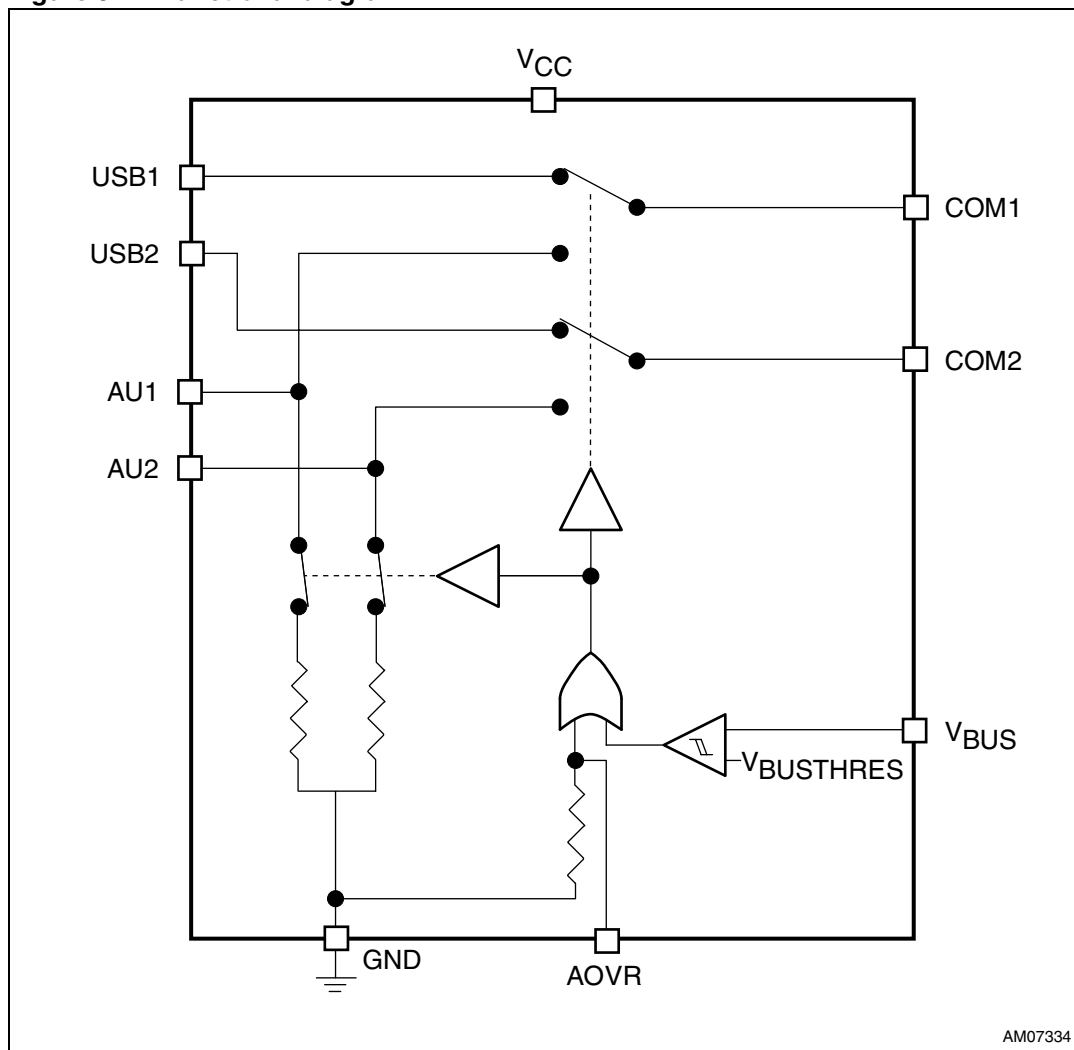 VCC
USB1
COM1
USB2
COM2
AU1
AU2
VBUS
VBUSTHRES
GND
AOVR
AM07334